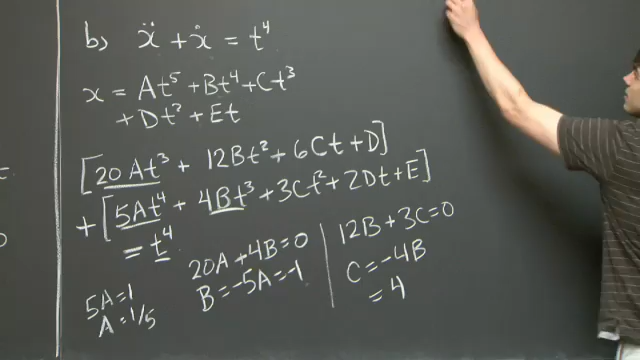 b) ẍ + ẋ = t⁴
x = At⁵ + Bt⁴ + Ct³
+ Dt² + Et
[20At³ + 12Bt² + 6Ct + D]
+ [5At⁴ + 4Bt³ + 3Ct² + 2Dt + E]
= t⁴
5A = 1
A = 1/5
20A + 4B = 0
B = -5A = -1
12B + 3C = 0
C = -4B
= 4